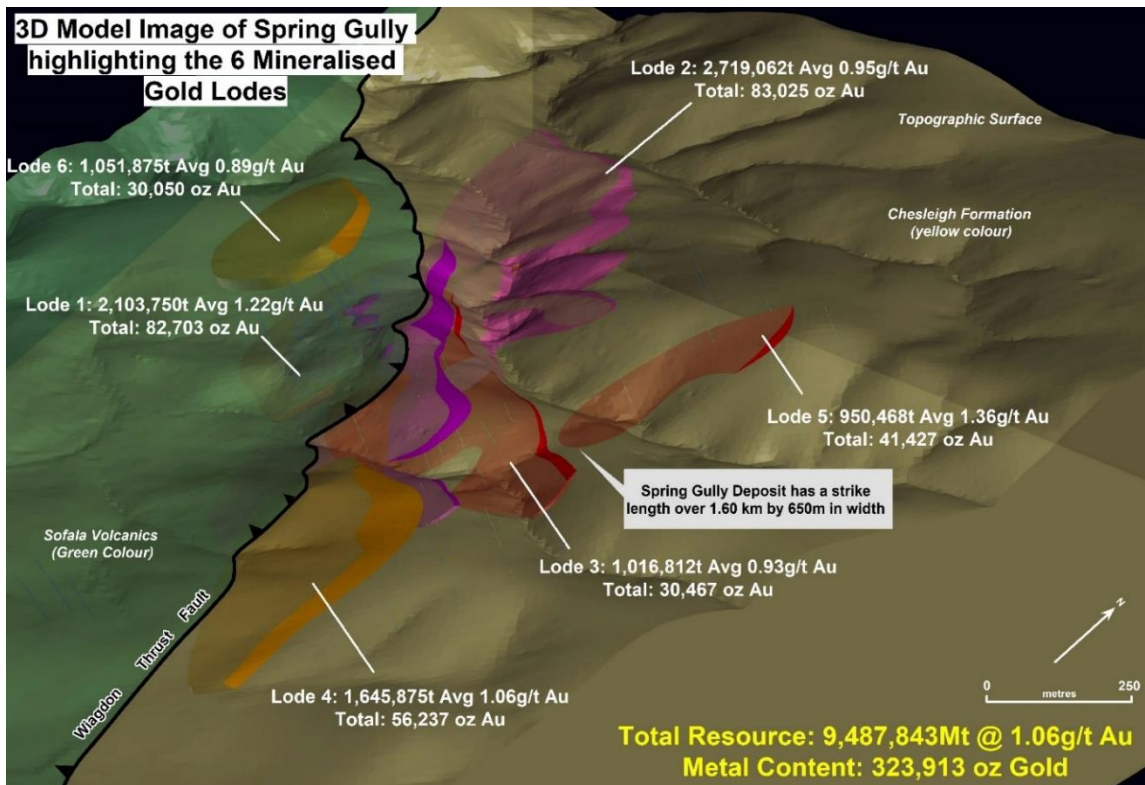 3D Model Image of Spring Gully
highlighting the 6 Mineralised
Gold Lodes
Lode 2: 2,719,062t Avg 0.95g/t Au
Total: 83,025 oz Au
Topographic Surface
Lode 6: 1,051,875t Avg 0.89g/t Au
Total: 30,050 oz Au
Chesleigh Formation
(yellow colour)
Lode 1: 2,103,750t Avg 1.22g/t Au
Total: 82,703 oz Au
Lode 5: 950,468t Avg 1.36g/t Au
Total: 41,427 oz Au
Spring Gully Deposit has a strike
length over 1.60 km by 650m in width
Sofala Volcanics
(Green Colour)
Lode 3: 1,016,812t Avg 0.93g/t Au
Total: 30,467 oz Au
Wiagdon Thrust Fault
N
0 metres 250
Lode 4: 1,645,875t Avg 1.06g/t Au
Total: 56,237 oz Au
Total Resource: 9,487,843Mt @ 1.06g/t Au
Metal Content: 323,913 oz Gold